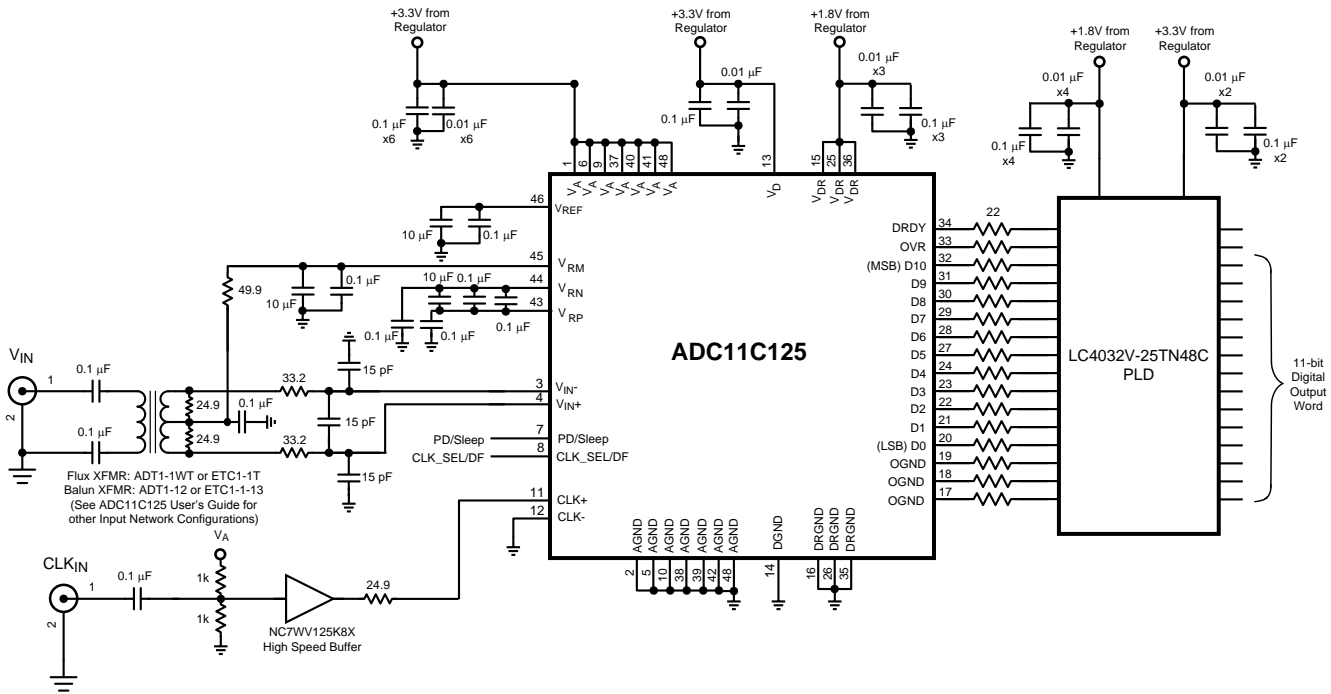 +3.3V from
Regulator
+3.3V from
Regulator
+1.8V from
Regulator
+1.8V from
Regulator
+3.3V from
Regulator
0.1 µF
x6
0.01 µF
x6
0.01 µF
0.1 µF
0.01 µF
x3
0.1 µF
x3
0.01 µF
x4
0.1 µF
x4
0.01 µF
x2
0.1 µF
x2
1
6
9
37
40
41
48
13
15
25
36
VA
VA
VA
VA
VA
VA
VA
VD
VDR
VDR
VDR
46
VREF
10 µF
0.1 µF
45
VRM
49.9
10 µF
0.1 µF
44
VRN
43
VRP
10 µF
0.1 µF
0.1 µF
0.1 µF
0.1 µF
ADC11C125
VIN
1
2
0.1 µF
0.1 µF
24.9
24.9
0.1 µF
33.2
33.2
15 pF
15 pF
15 pF
3
VIN-
4
VIN+
PD/Sleep
7
PD/Sleep
CLK_SEL/DF
8
CLK_SEL/DF
Flux XFMR: ADT1-1WT or ETC1-1T
Balun XFMR: ADT1-12 or ETC1-1-13
(See ADC11C125 User's Guide for
other Input Network Configurations)
11
CLK+
12
CLK-
VA
CLKIN
1
2
0.1 µF
1k
1k
24.9
NC7WV125K8X
High Speed Buffer
AGND
AGND
AGND
AGND
AGND
AGND
AGND
DGND
DRGND
DRGND
DRGND
2
5
10
38
39
42
48
14
16
26
35
22
DRDY 34
OVR 33
(MSB) D10 32
D9 31
D8 30
D7 29
D6 28
D5 27
D4 24
D3 23
D2 22
D1 21
(LSB) D0 20
OGND 19
OGND 18
OGND 17
LC4032V-25TN48C
PLD
11-bit
Digital
Output
Word